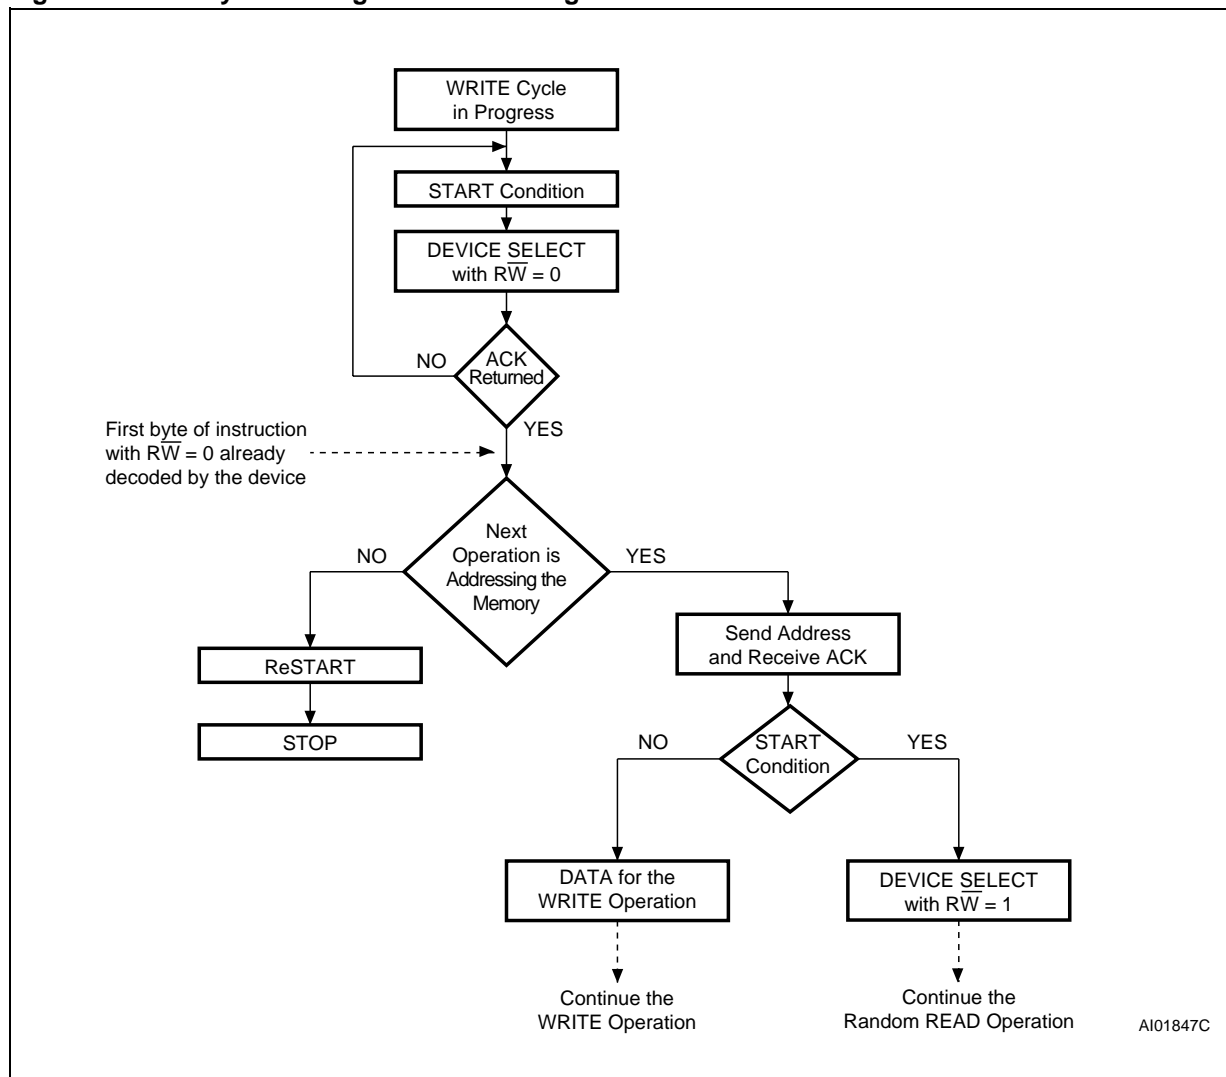 WRITE Cycle
in Progress
START Condition
DEVICE SELECT
with RW̅ = 0
NO
ACK
Returned
YES
First byte of instruction
with RW̅ = 0 already
decoded by the device
Next
Operation is
Addressing the
Memory
NO
YES
ReSTART
STOP
Send Address
and Receive ACK
START
Condition
NO
YES
DATA for the
WRITE Operation
DEVICE SELECT
with RW̅ = 1
Continue the
WRITE Operation
Continue the
Random READ Operation
AI01847C